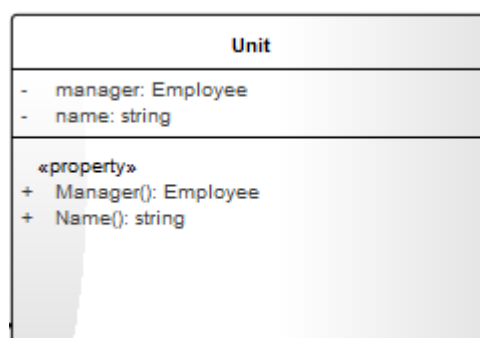 Unit
- manager: Employee
- name: string
«property»
+ Manager(): Employee
+ Name(): string